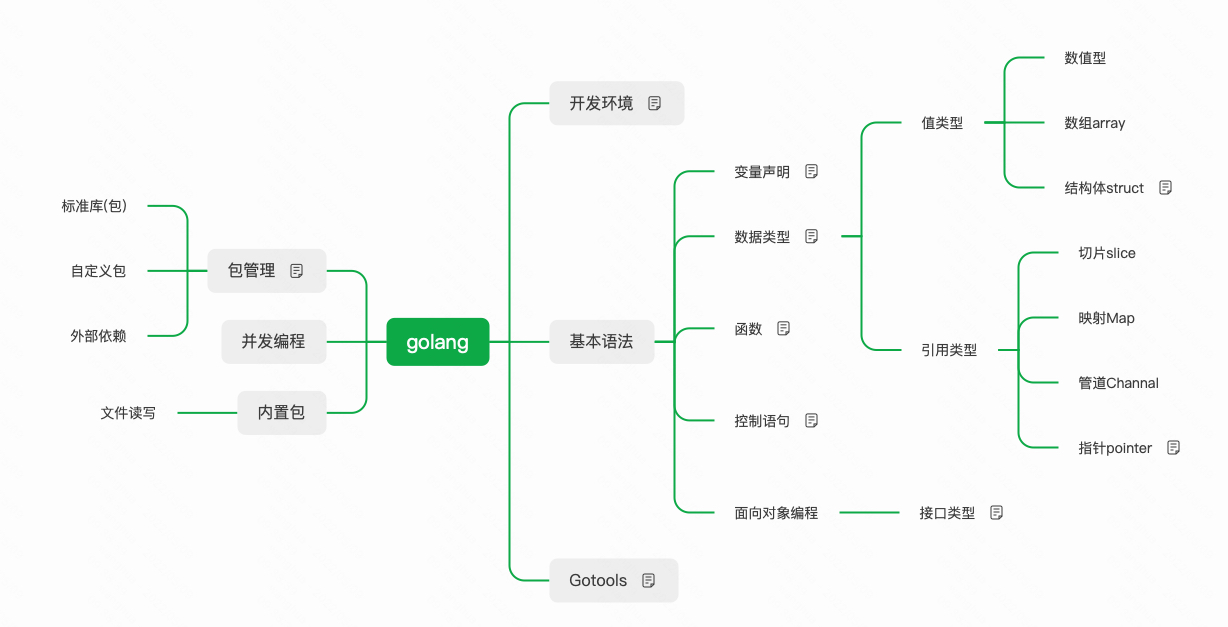 golang
开发环境
基本语法
变量声明
数据类型
值类型
数值型
数组array
结构体struct
引用类型
切片slice
映射Map
管道Channal
指针pointer
函数
控制语句
面向对象编程
接口类型
Gotools
包管理
标准库(包)
自定义包
外部依赖
并发编程
内置包
文件读写